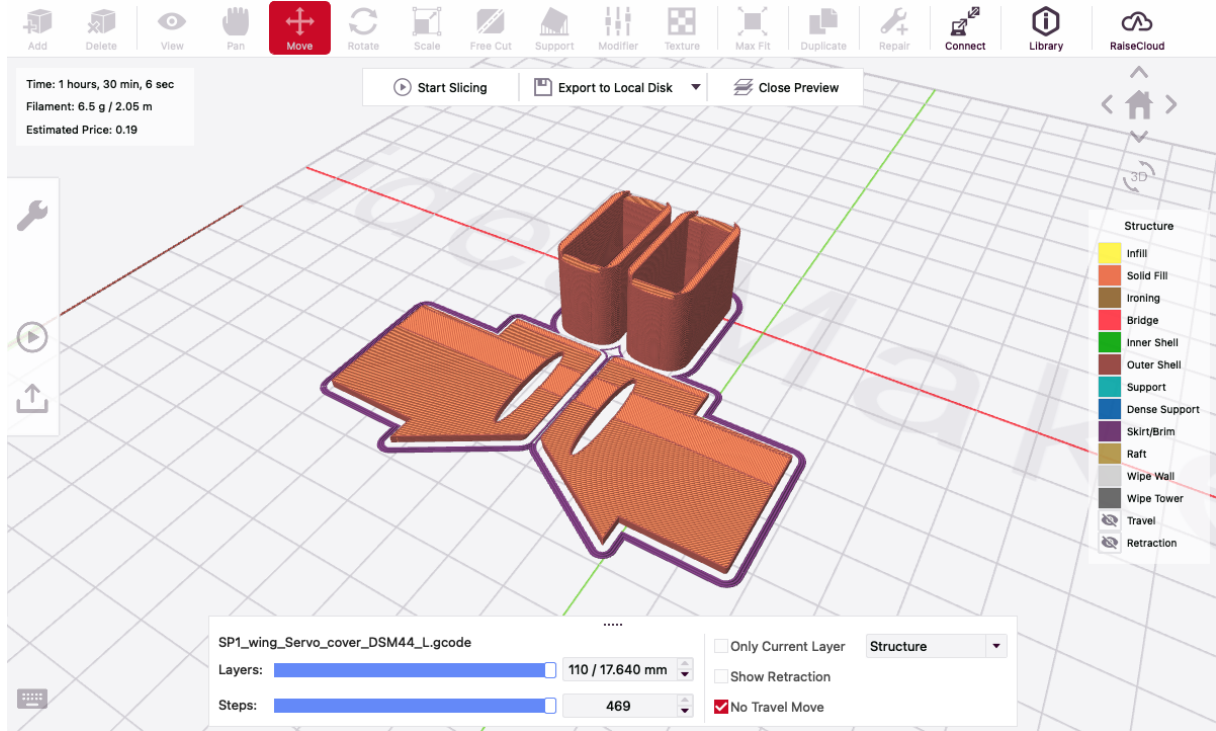 Add
Delete
View
Pan
Move
Rotate
Scale
Free Cut
Support
Modifier
Texture
Max Fit
Duplicate
Repair
Connect
Library
RaiseCloud
Time: 1 hours, 30 min, 6 sec
Filament: 6.5 g / 2.05 m
Estimated Price: 0.19
Start Slicing
Export to Local Disk
Close Preview
3D
Structure
Infill
Solid Fill
Ironing
Bridge
Inner Shell
Outer Shell
Support
Dense Support
Skirt/Brim
Raft
Wipe Wall
Wipe Tower
Travel
Retraction
SP1_wing_Servo_cover_DSM44_L.gcode
Layers:
110 / 17.640 mm
Steps:
469
Only Current Layer
Structure
Show Retraction
No Travel Move